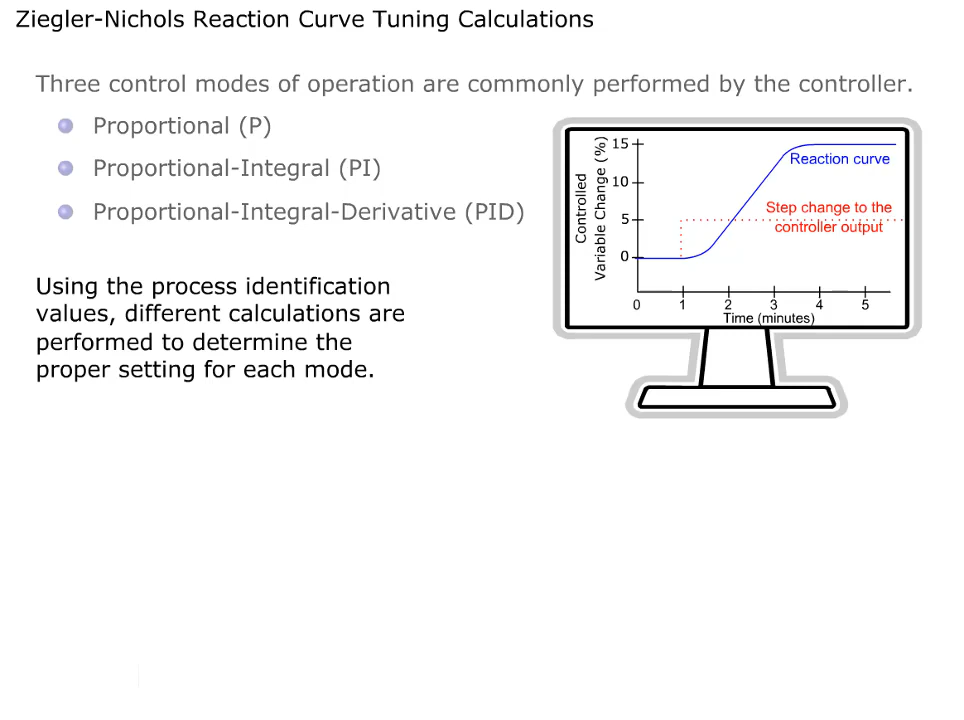 Ziegler-Nichols Reaction Curve Tuning Calculations
Three control modes of operation are commonly performed by the controller.
Proportional (P)
Proportional-Integral (PI)
Proportional-Integral-Derivative (PID)
Using the process identification
values, different calculations are
performed to determine the
proper setting for each mode.
Controlled
Variable Change (%)
15
10
5
0
Reaction curve
Step change to the
controller output
0 1 2 3 4 5
Time (minutes)